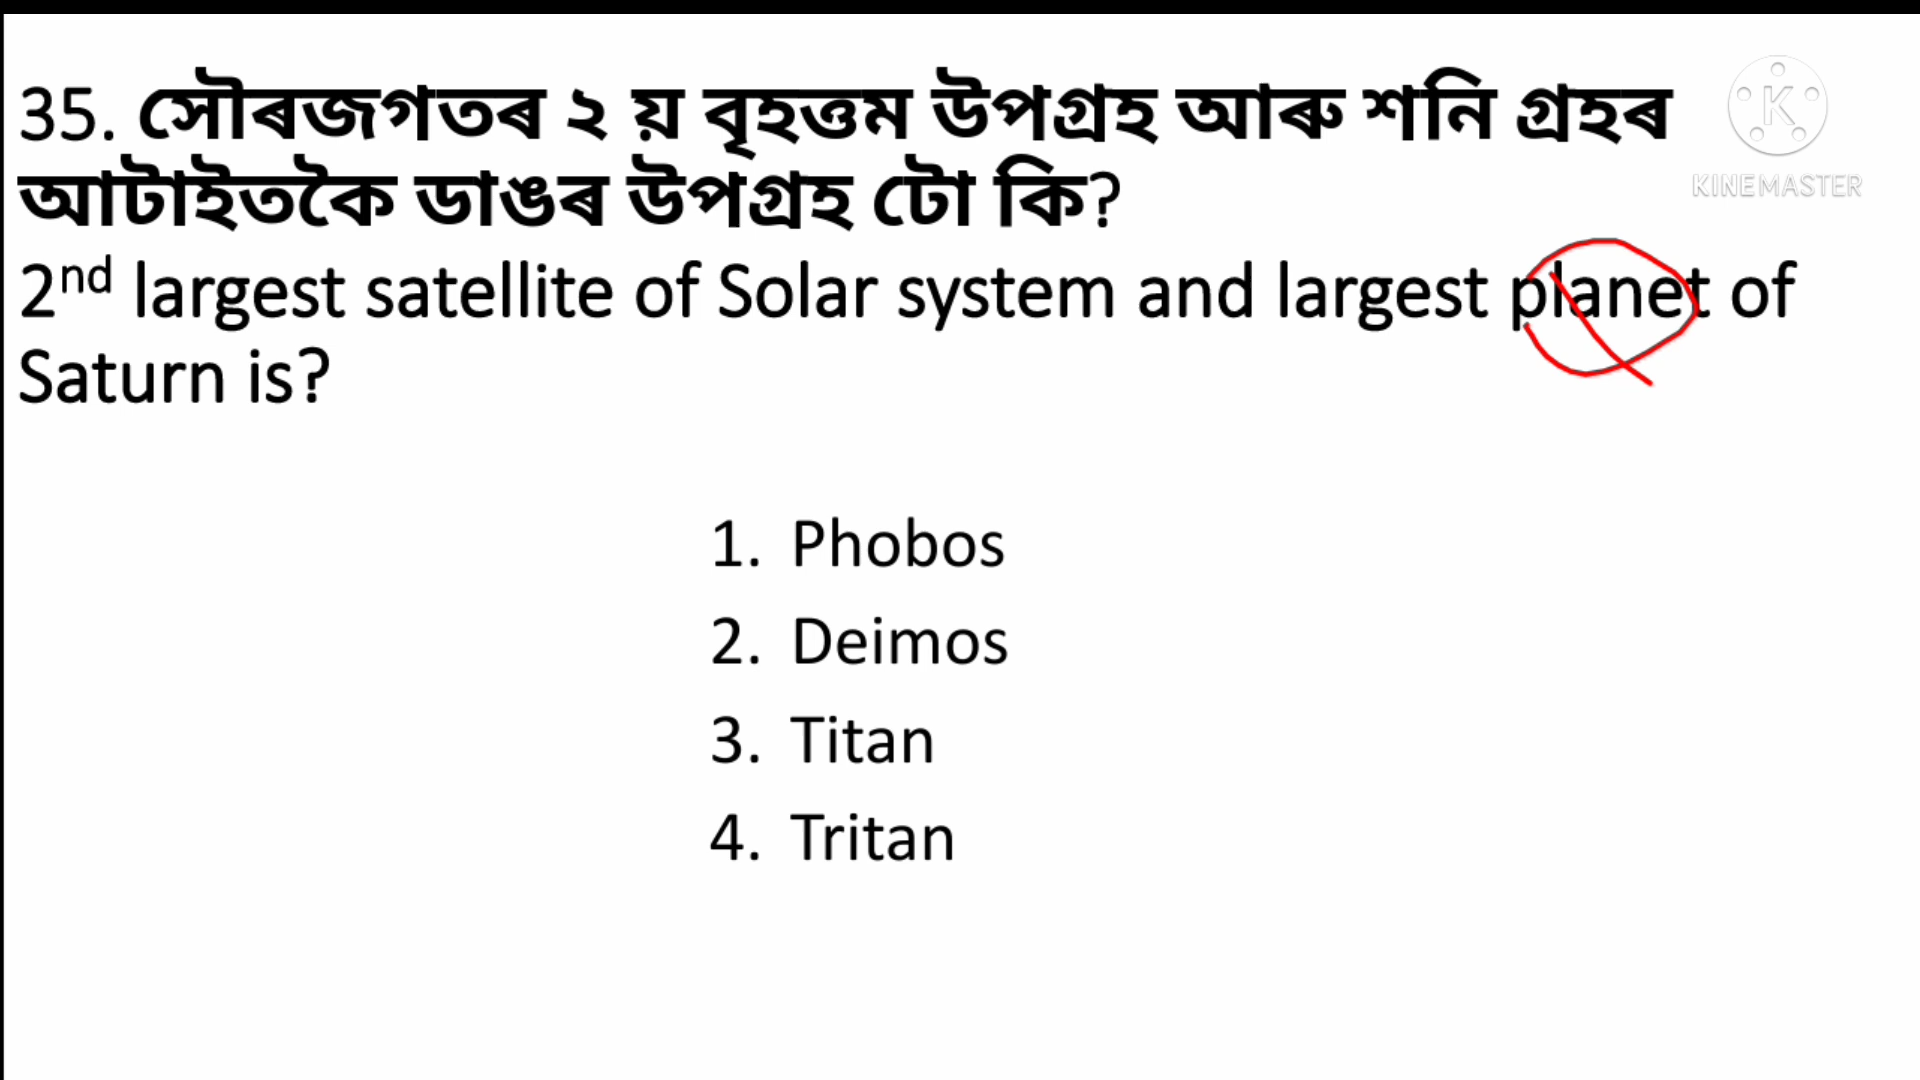 35. সৌৰজগতৰ ২ য় বৃহত্তম উপগ্ৰহ আৰু শনি গ্ৰহৰ
আটাইতকৈ ডাঙৰ উপগ্ৰহ টো কি?
2nd largest satellite of Solar system and largest planet of
Saturn is?
K
KINEMASTER
1. Phobos
2. Deimos
3. Titan
4. Tritan